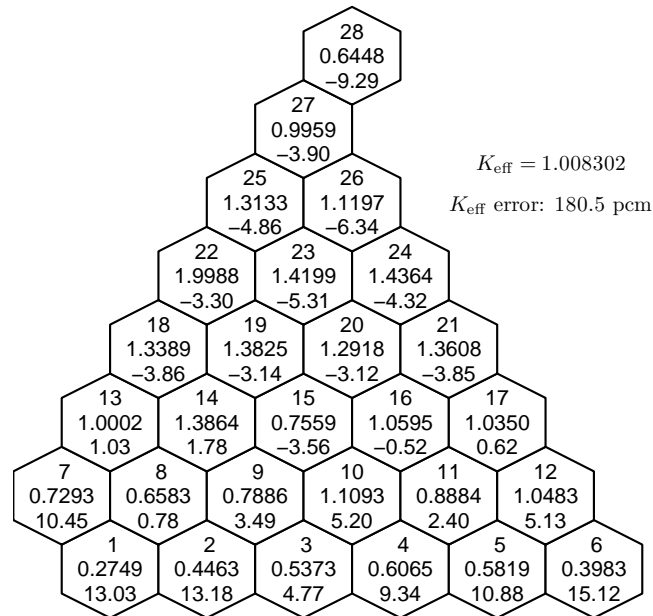 28
0.6448
−9.29
27
0.9959
−3.90
K_eff = 1.008302
K_eff error: 180.5 pcm
25 26
1.3133 1.1197
−4.86 −6.34
22 23 24
1.9988 1.4199 1.4364
−3.30 −5.31 −4.32
18 19 20 21
1.3389 1.3825 1.2918 1.3608
−3.86 −3.14 −3.12 −3.85
13 14 15 16 17
1.0002 1.3864 0.7559 1.0595 1.0350
1.03 1.78 −3.56 −0.52 0.62
7 8 9 10 11 12
0.7293 0.6583 0.7886 1.1093 0.8884 1.0483
10.45 0.78 3.49 5.20 2.40 5.13
1 2 3 4 5 6
0.2749 0.4463 0.5373 0.6065 0.5819 0.3983
13.03 13.18 4.77 9.34 10.88 15.12